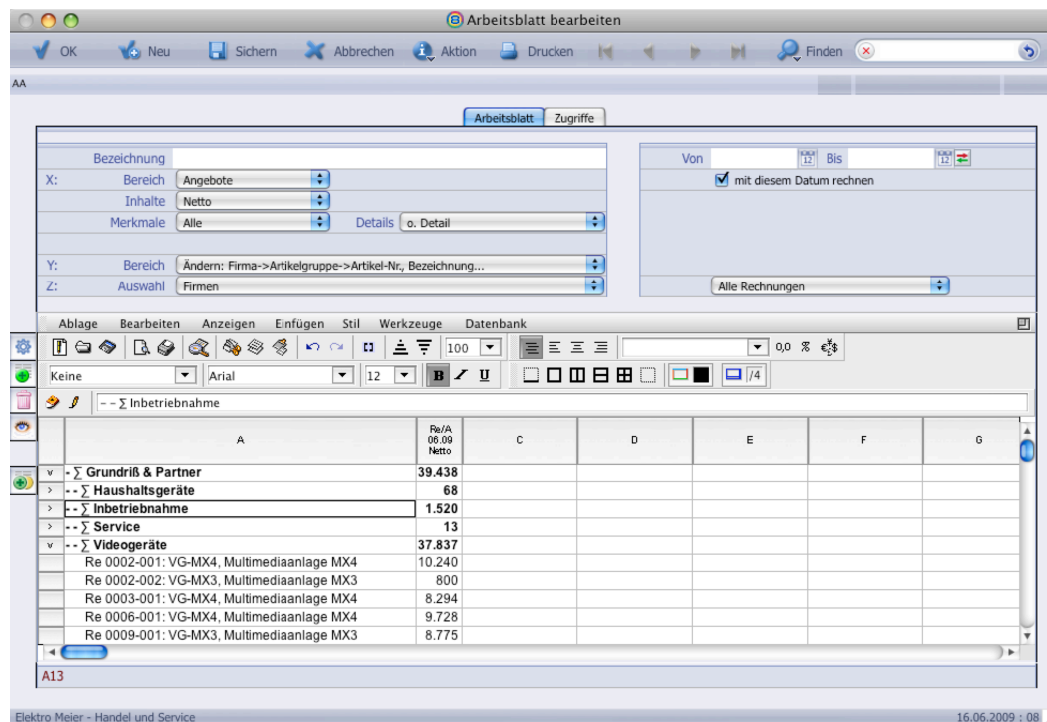 Arbeitsblatt bearbeiten
OK Neu Sichern Abbrechen Aktion Drucken Finden
AA
Arbeitsblatt Zugriffe
Bezeichnung Von 12 Bis 12
X: Bereich Angebote mit diesem Datum rechnen
Inhalte Netto
Merkmale Alle Details o. Detail
Y: Bereich Ändern: Firma->Artikelgruppe->Artikel-Nr., Bezeichnung...
Z: Auswahl Firmen Alle Rechnungen
Ablage Bearbeiten Anzeigen Einfügen Stil Werkzeuge Datenbank
100 0,0 %
Keine Arial 12 B I U /4
- - ∑ Inbetriebnahme
A Re/A 06.09 Netto C D E F G
v - ∑ Grundriß & Partner 39.438
> - - ∑ Haushaltsgeräte 68
> - - ∑ Inbetriebnahme 1.520
> - - ∑ Service 13
v - - ∑ Videogeräte 37.837
Re 0002-001: VG-MX4, Multimediaanlage MX4 10.240
Re 0002-002: VG-MX3, Multimediaanlage MX3 800
Re 0003-001: VG-MX4, Multimediaanlage MX4 8.294
Re 0006-001: VG-MX4, Multimediaanlage MX4 9.728
Re 0009-001: VG-MX3, Multimediaanlage MX3 8.775
A13
Elektro Meier - Handel und Service 16.06.2009 : 08